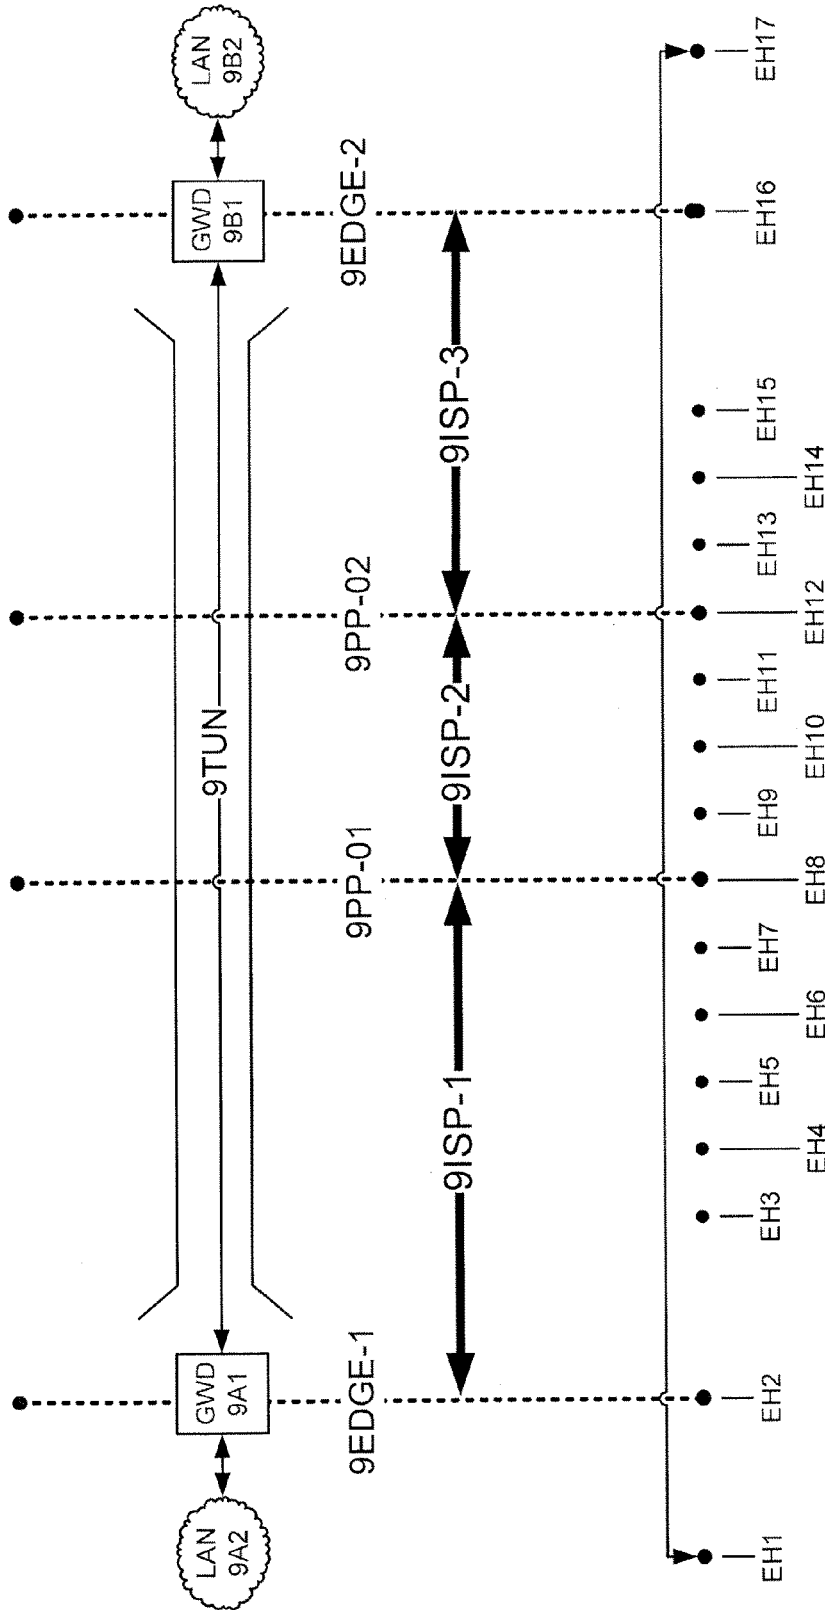 LAN
9A2
GWD
9A1
9TUN
GWD
9B1
LAN
9B2
9EDGE-1
9PP-01
9PP-02
9EDGE-2
9ISP-1
9ISP-2
9ISP-3
EH1
EH2
EH3
EH4
EH5
EH6
EH7
EH8
EH9
EH10
EH11
EH12
EH13
EH14
EH15
EH16
EH17